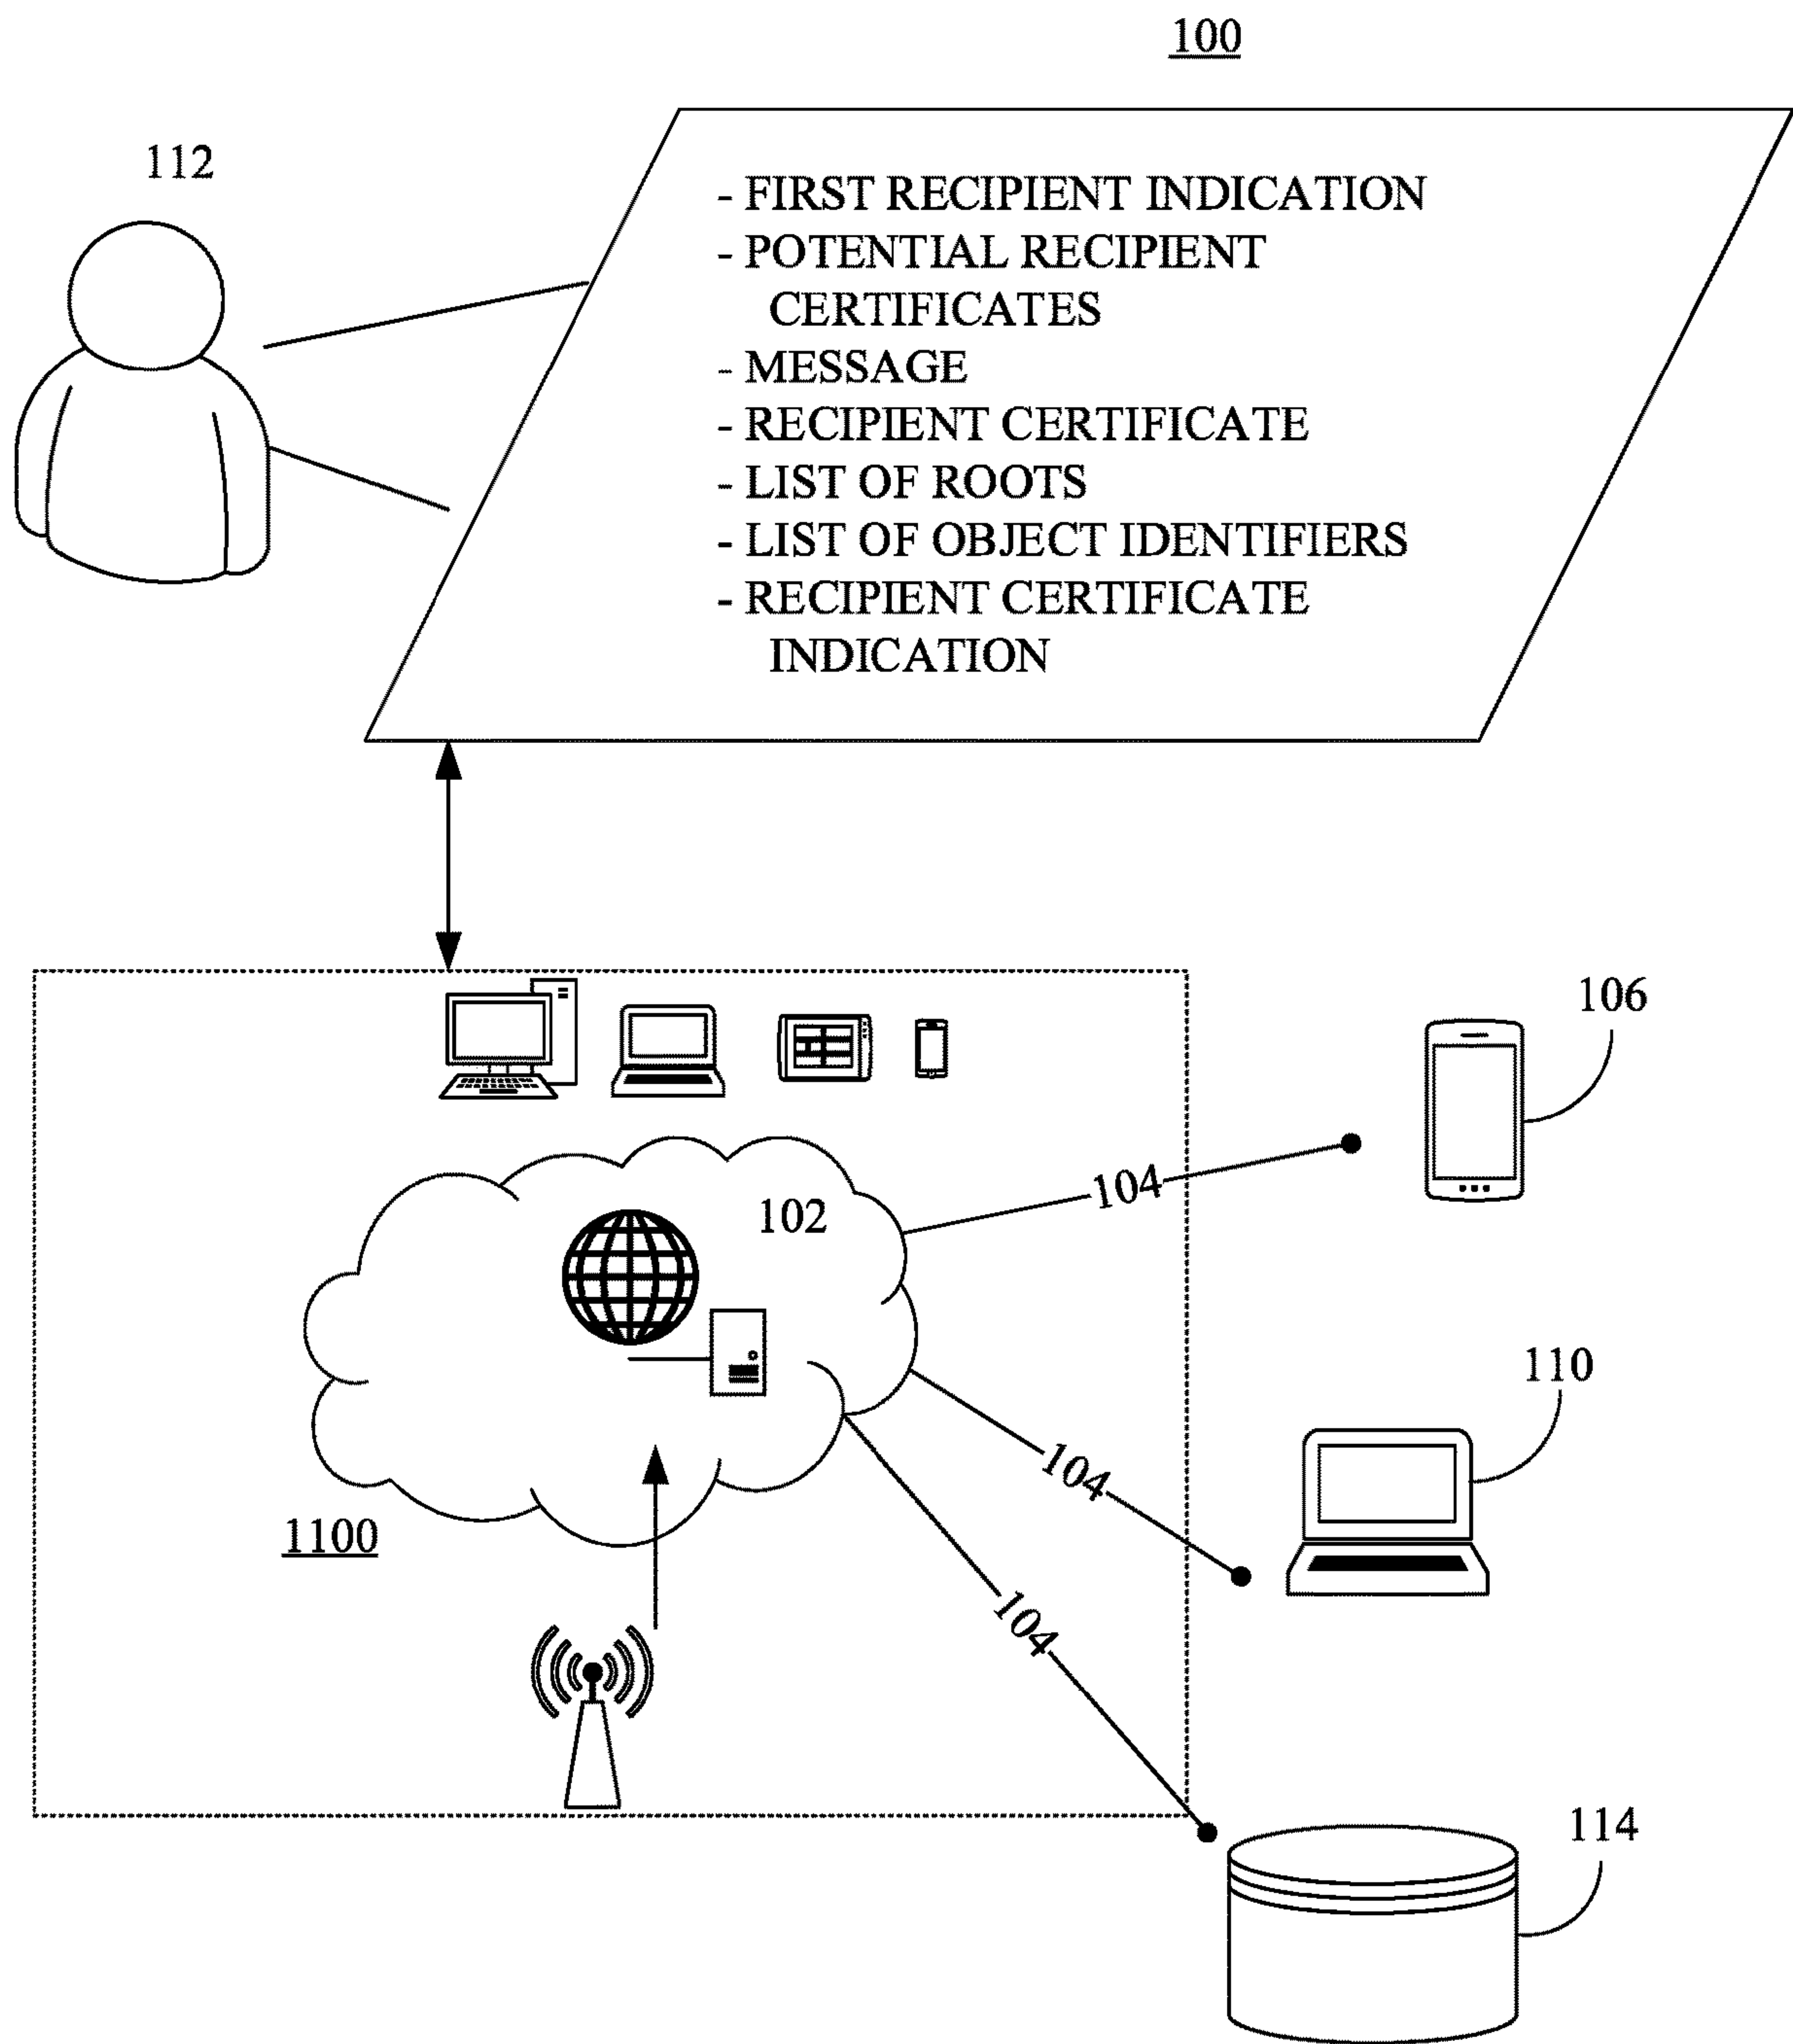 100
112
- FIRST RECIPIENT INDICATION
- POTENTIAL RECIPIENT
CERTIFICATES
- MESSAGE
- RECIPIENT CERTIFICATE
- LIST OF ROOTS
- LIST OF OBJECT IDENTIFIERS
- RECIPIENT CERTIFICATE
INDICATION
106
104
102
110
104
1100
104
114